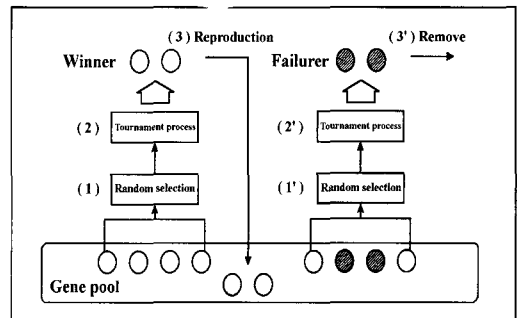 (3) Reproduction
(3') Remove
Winner
Failurer
(2) Tournament process
(2') Tournament process
(1) Random selection
(1') Random selection
Gene pool